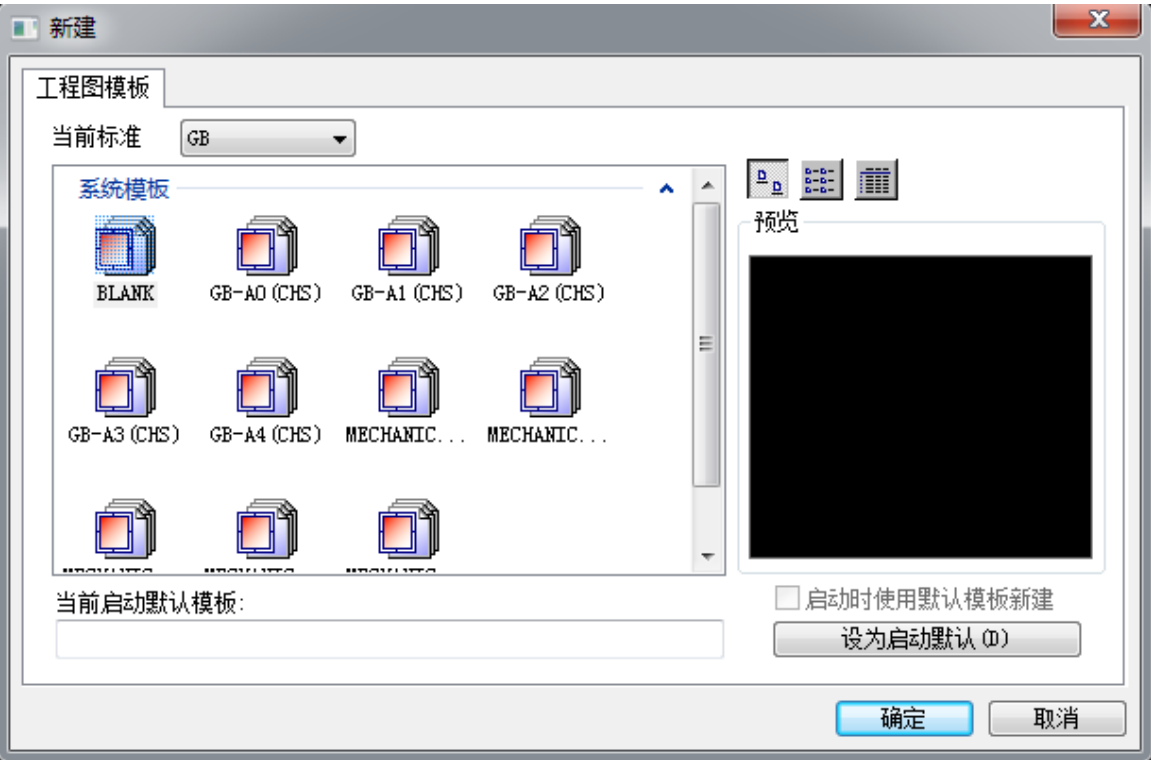 新建
工程图模板
当前标准 GB
系统模板
预览
BLANK GB-A0(CHS) GB-A1(CHS) GB-A2(CHS)
GB-A3(CHS) GB-A4(CHS) MECHANIC... MECHANIC...
当前启动默认模板:
启动时使用默认模板新建
设为启动默认(D)
确定 取消